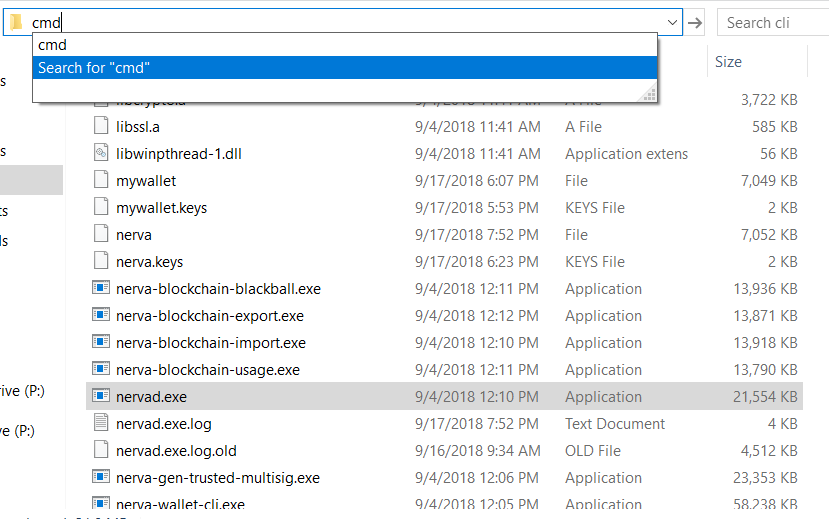 cmd
Search cli
cmd
Search for "cmd"
Size
3,722 KB
libssl.a 9/4/2018 11:41 AM A File 585 KB
libwinpthread-1.dll 9/4/2018 11:41 AM Application extens 56 KB
mywallet 9/17/2018 6:07 PM File 7,049 KB
mywallet.keys 9/17/2018 5:53 PM KEYS File 2 KB
nerva 9/17/2018 7:52 PM File 7,052 KB
nerva.keys 9/17/2018 6:23 PM KEYS File 2 KB
nerva-blockchain-blackball.exe 9/4/2018 12:11 PM Application 13,936 KB
nerva-blockchain-export.exe 9/4/2018 12:12 PM Application 13,871 KB
nerva-blockchain-import.exe 9/4/2018 12:10 PM Application 13,918 KB
nerva-blockchain-usage.exe 9/4/2018 12:11 PM Application 13,790 KB
rive (P:)
nervad.exe 9/4/2018 12:10 PM Application 21,554 KB
nervad.exe.log 9/17/2018 7:52 PM Text Document 4 KB
ve (P:)
nervad.exe.log.old 9/16/2018 9:34 AM OLD File 4,512 KB
nerva-gen-trusted-multisig.exe 9/4/2018 12:06 PM Application 23,353 KB
nerva-wallet-cli.exe 9/4/2018 12:05 PM Application 58,238 KB